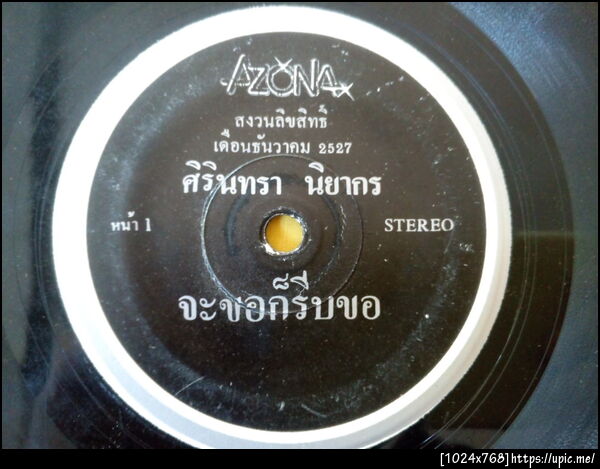 AZONA
สงวนลิขสิทธิ์
เดือนธันวาคม 2527
ศิรินทรา นิยากร
หน้า 1
STEREO
จะขอก็รีบขอ
[1024x768]https://upic.me/